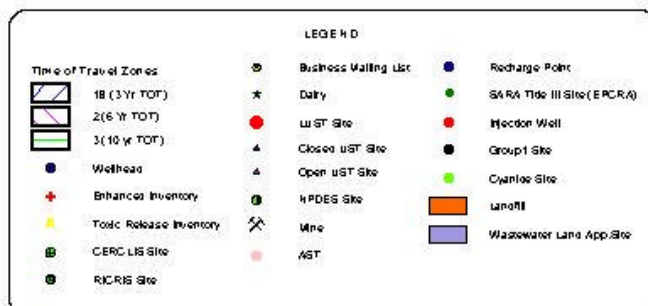 LEGEND
Time of Travel Zones
1B (3 Yr TOT)
2 (6 Yr TOT)
3 (10 yr TOT)
Wellhead
Enhanced Inventory
Toxic Release Inventory
CERCLIS Site
RICRIS Site
Business Mailing List
Dairy
LUST Site
Closed UST Site
Open UST Site
NPDES Site
Mine
AST
Recharge Point
SARA Title III Site (EPCRA)
Injection Well
Group1 Site
Cyanide Site
Landfill
Wastewater Land App.Site